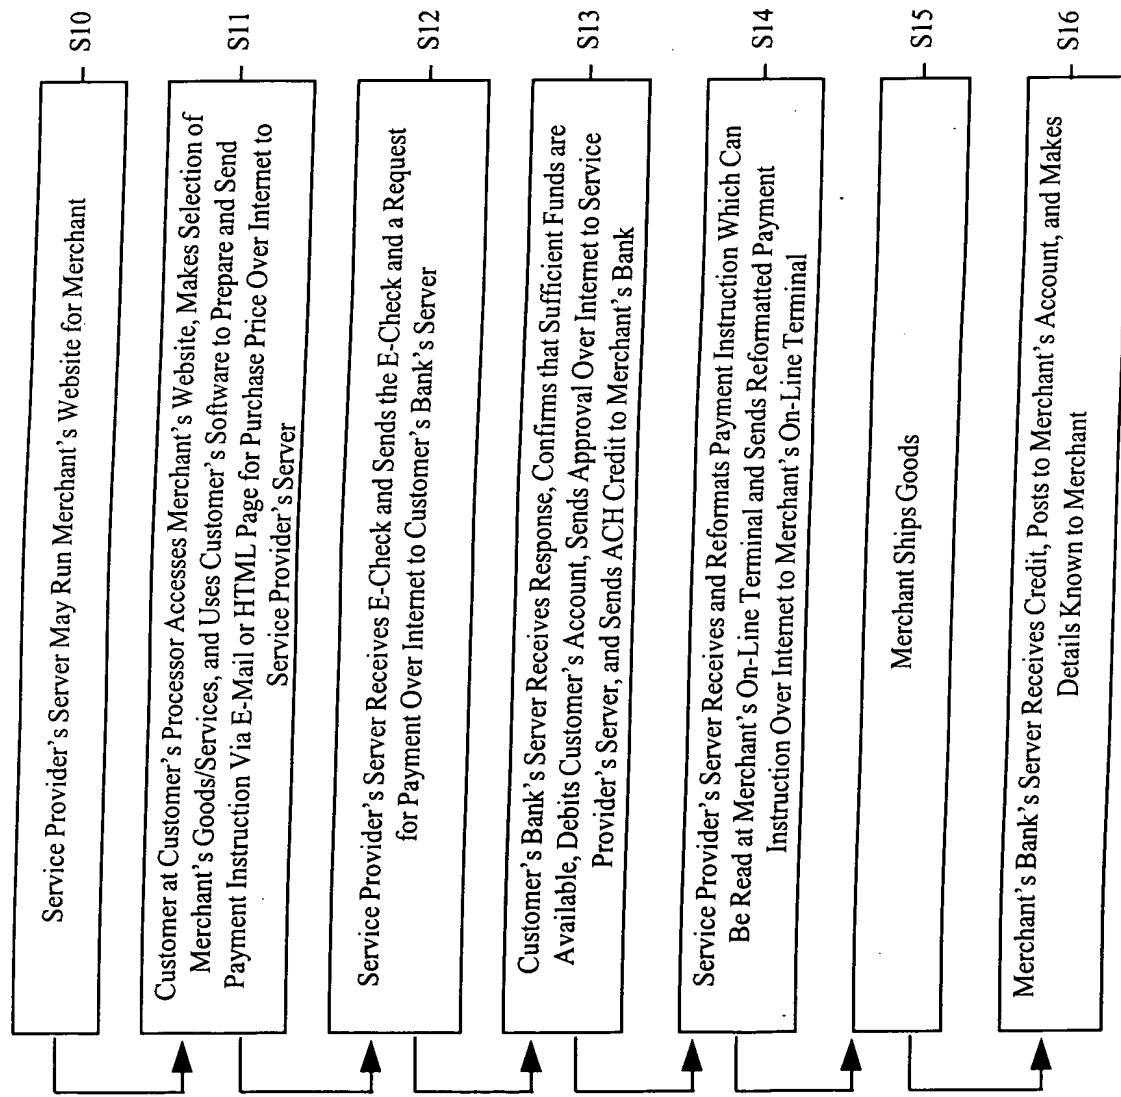 Service Provider's Server May Run Merchant's Website for Merchant
S10
Customer at Customer's Processor Accesses Merchant's Website, Makes Selection of
Merchant's Goods/Services, and Uses Customer's Software to Prepare and Send
Payment Instruction Via E-Mail or HTML Page for Purchase Price Over Internet to
Service Provider's Server
S11
Service Provider's Server Receives E-Check and Sends the E-Check and a Request
for Payment Over Internet to Customer's Bank's Server
S12
Customer's Bank's Server Receives Response, Confirms that Sufficient Funds are
Available, Debits Customer's Account, Sends Approval Over Internet to Service
Provider's Server, and Sends ACH Credit to Merchant's Bank
S13
Service Provider's Server Receives and Reformats Payment Instruction Which Can
Be Read at Merchant's On-Line Terminal and Sends Reformatted Payment
Instruction Over Internet to Merchant's On-Line Terminal
S14
Merchant Ships Goods
S15
Merchant's Bank's Server Receives Credit, Posts to Merchant's Account, and Makes
Details Known to Merchant
S16